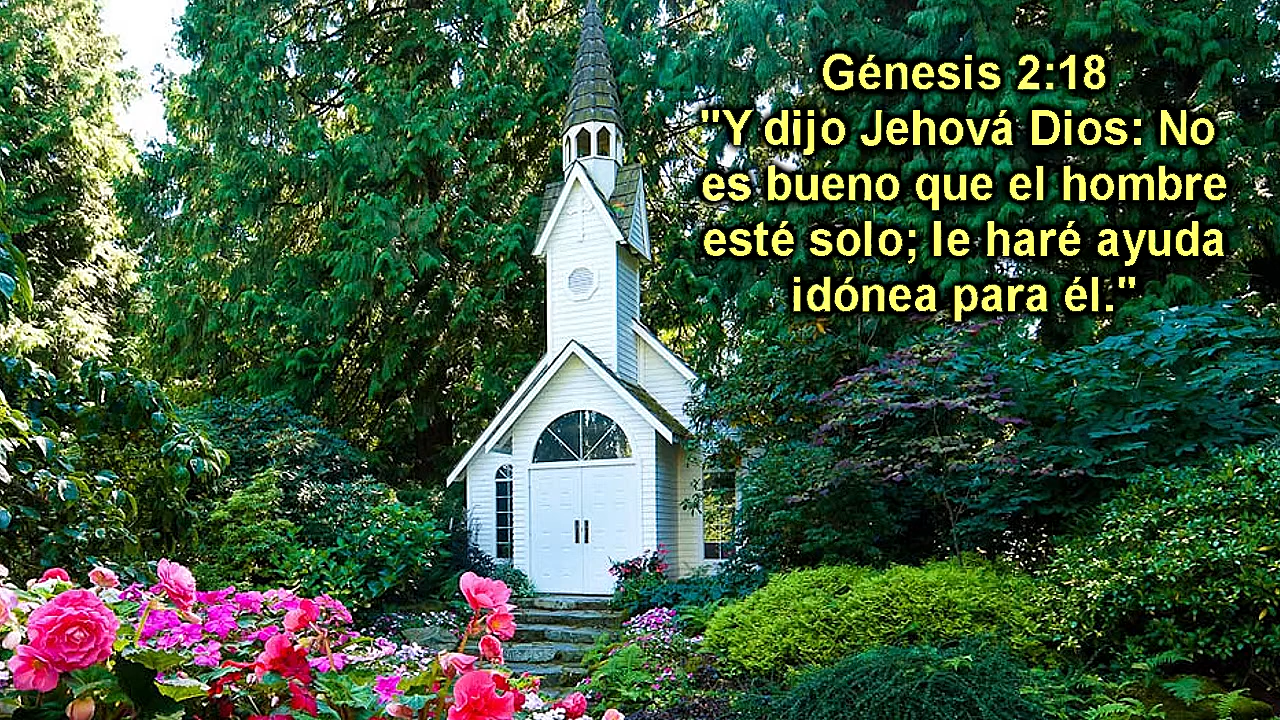 Génesis 2:18
"Y dijo Jehová Dios: No
es bueno que el hombre
esté solo; le haré ayuda
idónea para él."